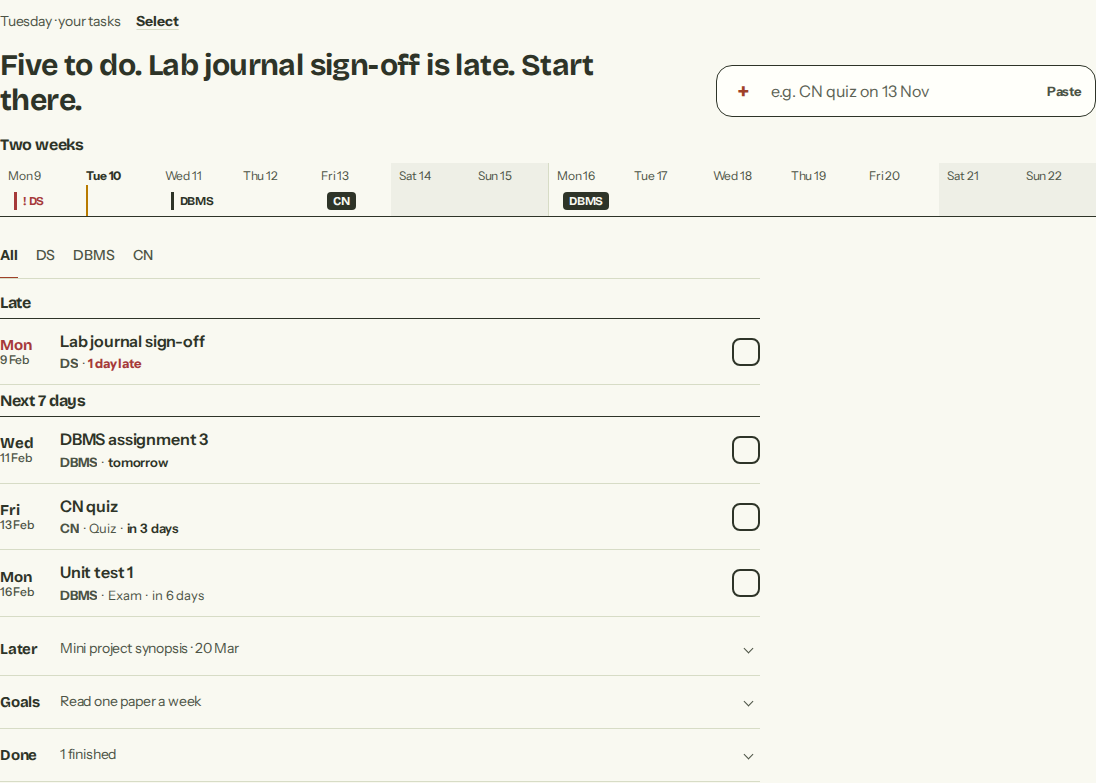 Tuesday · your tasks Select
Five to do. Lab journal sign-off is late. Start
there.
+ e.g. CN quiz on 13 Nov Paste
Two weeks
Mon 9 Tue 10 Wed 11 Thu 12 Fri 13 Sat 14 Sun 15 Mon 16 Tue 17 Wed 18 Thu 19 Fri 20 Sat 21 Sun 22
! DS DBMS CN DBMS
All DS DBMS CN
Late
Mon
9 Feb
Lab journal sign-off
DS · 1 day late
Next 7 days
Wed
11 Feb
DBMS assignment 3
DBMS · tomorrow
Fri
13 Feb
CN quiz
CN · Quiz · in 3 days
Mon
16 Feb
Unit test 1
DBMS · Exam · in 6 days
Later Mini project synopsis · 20 Mar
Goals Read one paper a week
Done 1 finished